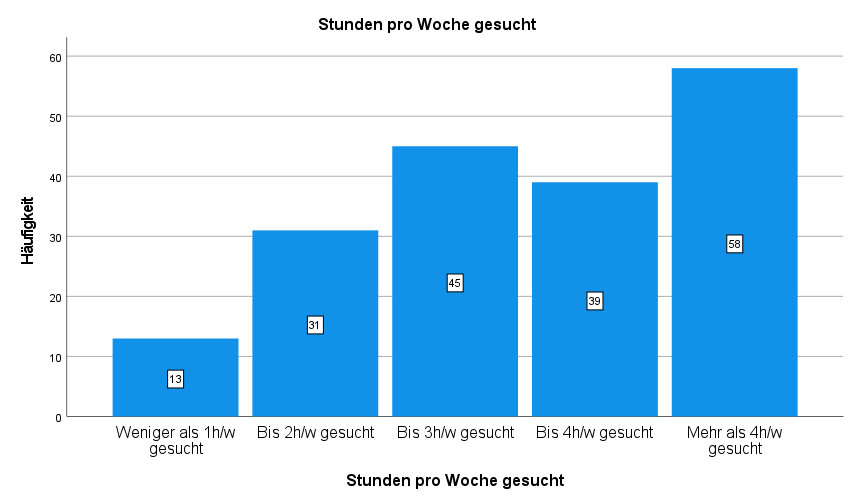 Stunden pro Woche gesucht
Häufigkeit
60
50
40
30
20
10
0
13
31
45
39
58
Weniger als 1h/w
gesucht
Bis 2h/w gesucht
Bis 3h/w gesucht
Bis 4h/w gesucht
Mehr als 4h/w
gesucht
Stunden pro Woche gesucht